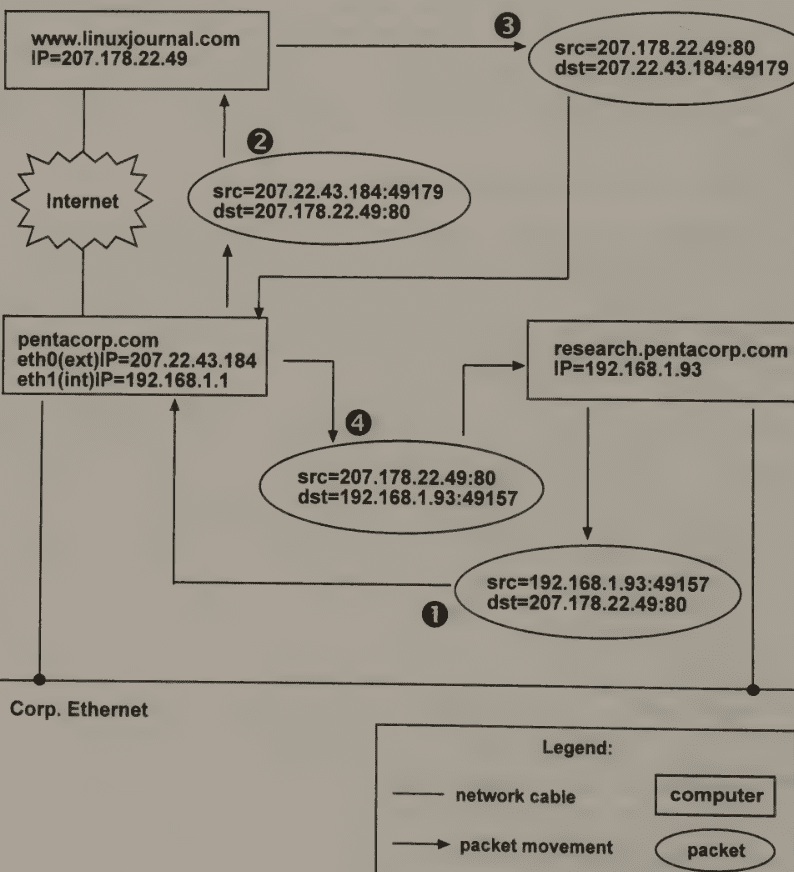 www.linuxjournal.com
IP=207.178.22.49
❸
src=207.178.22.49:80
dst=207.22.43.184:49179
❷
Internet
src=207.22.43.184:49179
dst=207.178.22.49:80
pentacorp.com
eth0(ext)IP=207.22.43.184
eth1(int)IP=192.168.1.1
research.pentacorp.com
IP=192.168.1.93
❹
src=207.178.22.49:80
dst=192.168.1.93:49157
src=192.168.1.93:49157
dst=207.178.22.49:80
❶
Corp. Ethernet
Legend:
network cable
computer
packet movement
packet